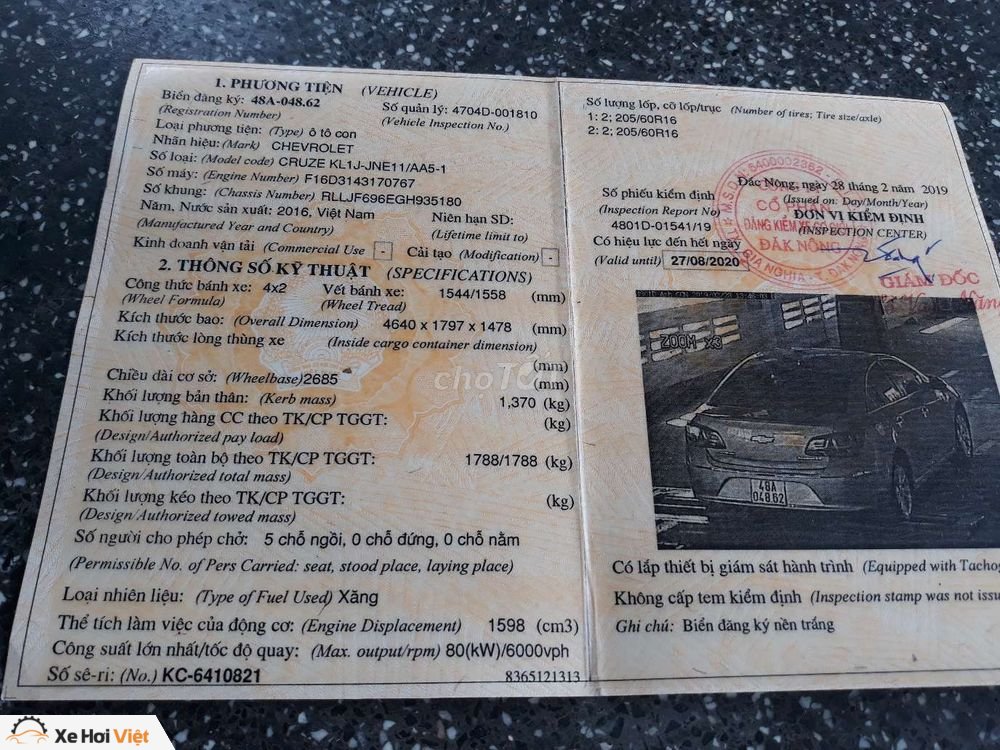 1. PHƯƠNG TIỆN (VEHICLE)
Biển đăng ký: 48A-048.62 Số quản lý: 4704D-001810
(Registration Number) (Vehicle Inspection No.)
Loại phương tiện: (Type) ô tô con
Nhãn hiệu: (Mark) CHEVROLET
Số loại: (Model code) CRUZE KL1J-JNE11/AA5-1
Số máy: (Engine Number) F16D3143170767
Số khung: (Chassis Number) RLLJF696EGH935180
Năm, Nước sản xuất: 2016, Việt Nam Niên hạn SD:
(Manufactured Year and Country) (Lifetime limit to)
Kinh doanh vận tải (Commercial Use - Cải tạo (Modification) -
2. THÔNG SỐ KỸ THUẬT (SPECIFICATIONS)
Công thức bánh xe: 4x2 Vết bánh xe: 1544/1558 (mm)
(Wheel Formula) (Wheel Tread)
Kích thước bao: (Overall Dimension) 4640 x 1797 x 1478 (mm)
Kích thước lòng thùng xe (Inside cargo container dimension)
(mm)
Chiều dài cơ sở: (Wheelbase) 2685 (mm)
Khối lượng bản thân: (Kerb mass) 1,370 (kg)
Khối lượng hàng CC theo TK/CP TGGT: (kg)
(Design/Authorized pay load)
Khối lượng toàn bộ theo TK/CP TGGT: 1788/1788 (kg)
(Design/Authorized total mass)
Khối lượng kéo theo TK/CP TGGT: (kg)
(Design/Authorized towed mass)
Số người cho phép chở: 5 chỗ ngồi, 0 chỗ đứng, 0 chỗ nằm
(Permissible No. of Pers Carried: seat, stood place, laying place)
Loại nhiên liệu: (Type of Fuel Used) Xăng
Thể tích làm việc của động cơ: (Engine Displacement) 1598 (cm3)
Công suất lớn nhất/tốc độ quay: (Max. output/rpm) 80(kW)/6000vph
Số sê-ri: (No.) KC-6410821 8365121313
Số lượng lốp, cỡ lốp/trục (Number of tires; Tire size/axle)
1: 2; 205/60R16
2: 2; 205/60R16
Đắc Nông, ngày 28 tháng 2 năm 2019
Số phiếu kiểm định (Issued on: Day/Month/Year)
(Inspection Report No) ĐƠN VỊ KIỂM ĐỊNH
4801D-01541/19 (INSPECTION CENTER)
Có hiệu lực đến hết ngày
(Valid until) 27/08/2020
CỔ PHẦN
ĐĂNG KIỂM XE CƠ GIỚI
ĐĂK NÔNG
GIÁM ĐỐC
ZOOM x3
48A
048.62
Có lắp thiết bị giám sát hành trình (Equipped with Tachog
Không cấp tem kiểm định (Inspection stamp was not issu
Ghi chú: Biển đăng ký nền trắng
choTỐT
Xe Hơi Việt